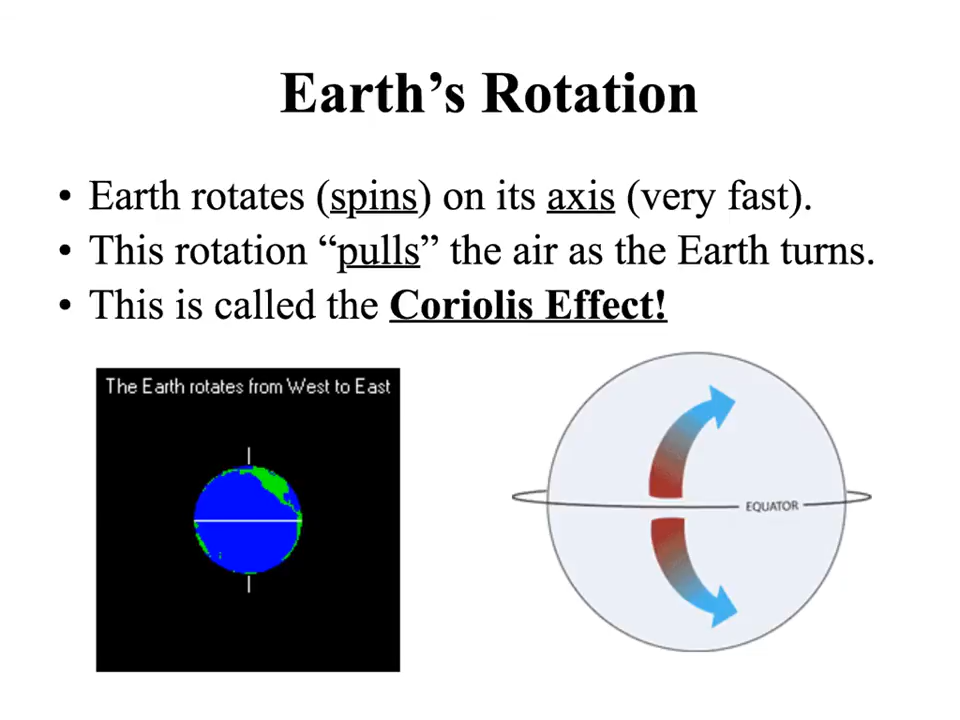 Earth’s Rotation
• Earth rotates (spins) on its axis (very fast).
• This rotation “pulls” the air as the Earth turns.
• This is called the Coriolis Effect!
The Earth rotates from West to East
EQUATOR